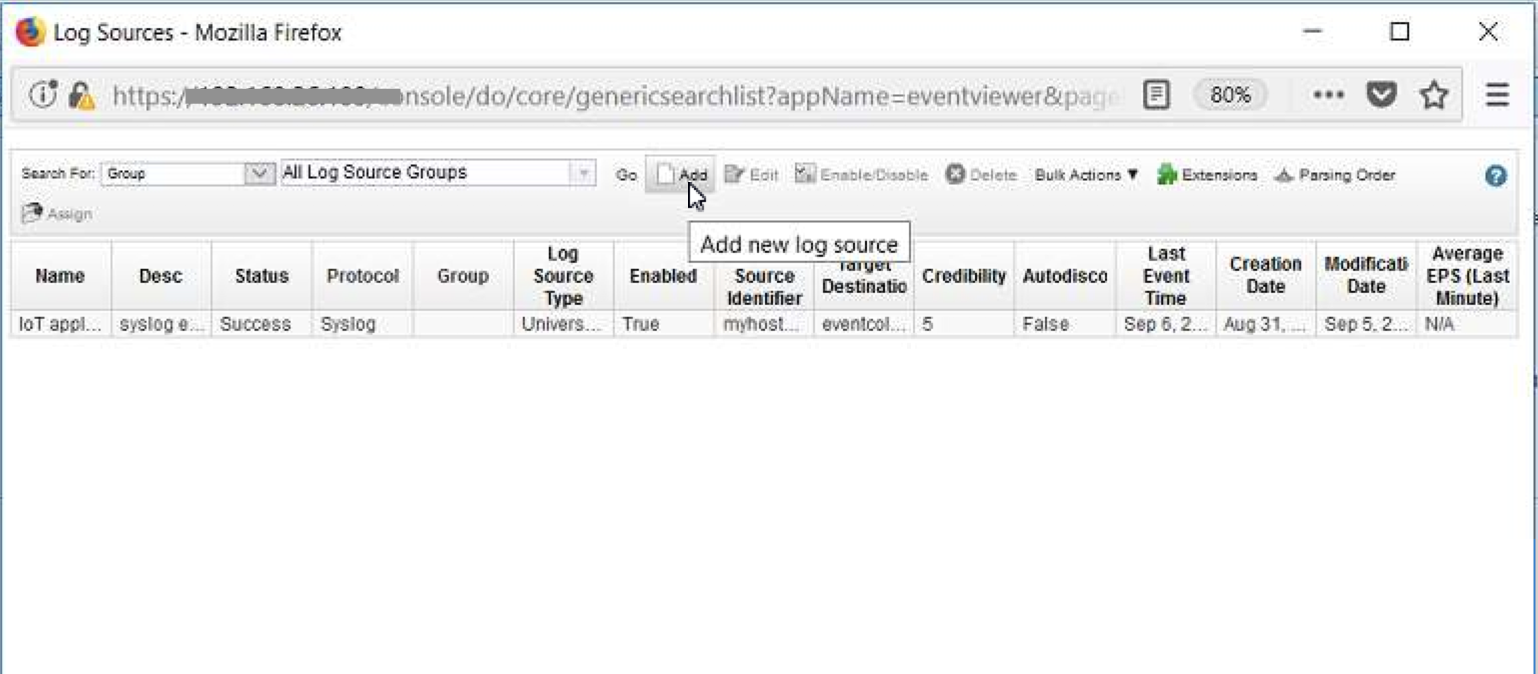 Log Sources - Mozilla Firefox
https:/ nsole/do/core/genericsearchlist?appName=eventviewer&page 80%
Search For: Group All Log Source Groups Go Add Edit Enable/Disable Delete Bulk Actions ▼ Extensions Parsing Order
Assign
Add new log source
Name Desc Status Protocol Group Log Source Type Enabled Source Identifier Target Destinatio Credibility Autodisco Last Event Time Creation Date Modificati Date Average EPS (Last Minute)
IoT appl... syslog e... Success Syslog Univers... True myhost... eventcol... 5 False Sep 6, 2... Aug 31, ... Sep 5, 2... N/A